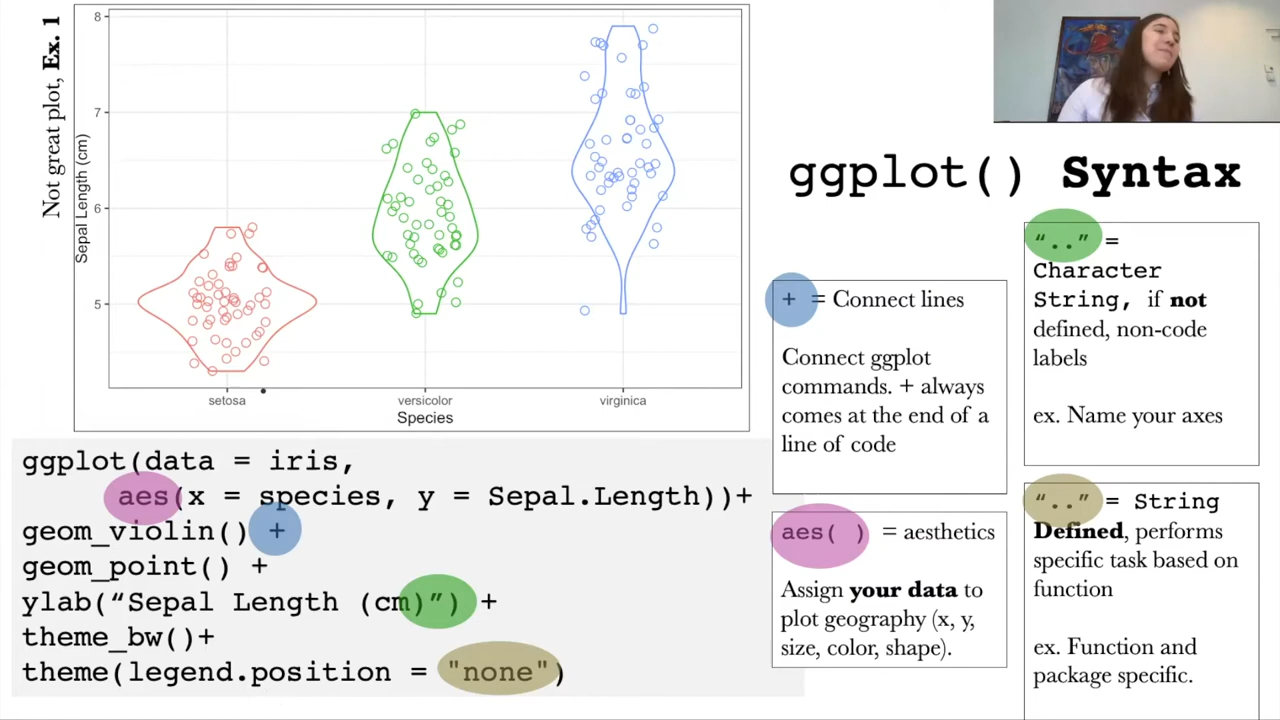 Not great plot, Ex. 1
Sepal Length (cm)
8
7
6
5
setosa
versicolor
virginica
Species
ggplot(data = iris,
aes(x = species, y = Sepal.Length))+
geom_violin() +
geom_point() +
ylab(“Sepal Length (cm)”) +
theme_bw()+
theme(legend.position = "none")
ggplot() Syntax
+ = Connect lines
Connect ggplot
commands. + always
comes at the end of a
line of code
aes( ) = aesthetics
Assign your data to
plot geography (x, y,
size, color, shape).
“..” =
Character
String, if not
defined, non-code
labels
ex. Name your axes
“..” = String
Defined, performs
specific task based on
function
ex. Function and
package specific.